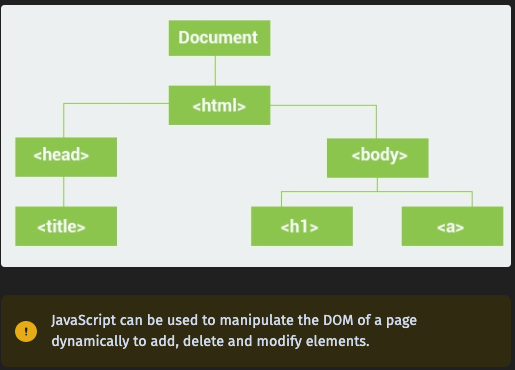 Document
<html>
<head>
<body>
<title>
<h1>
<a>
!
JavaScript can be used to manipulate the DOM of a page
dynamically to add, delete and modify elements.